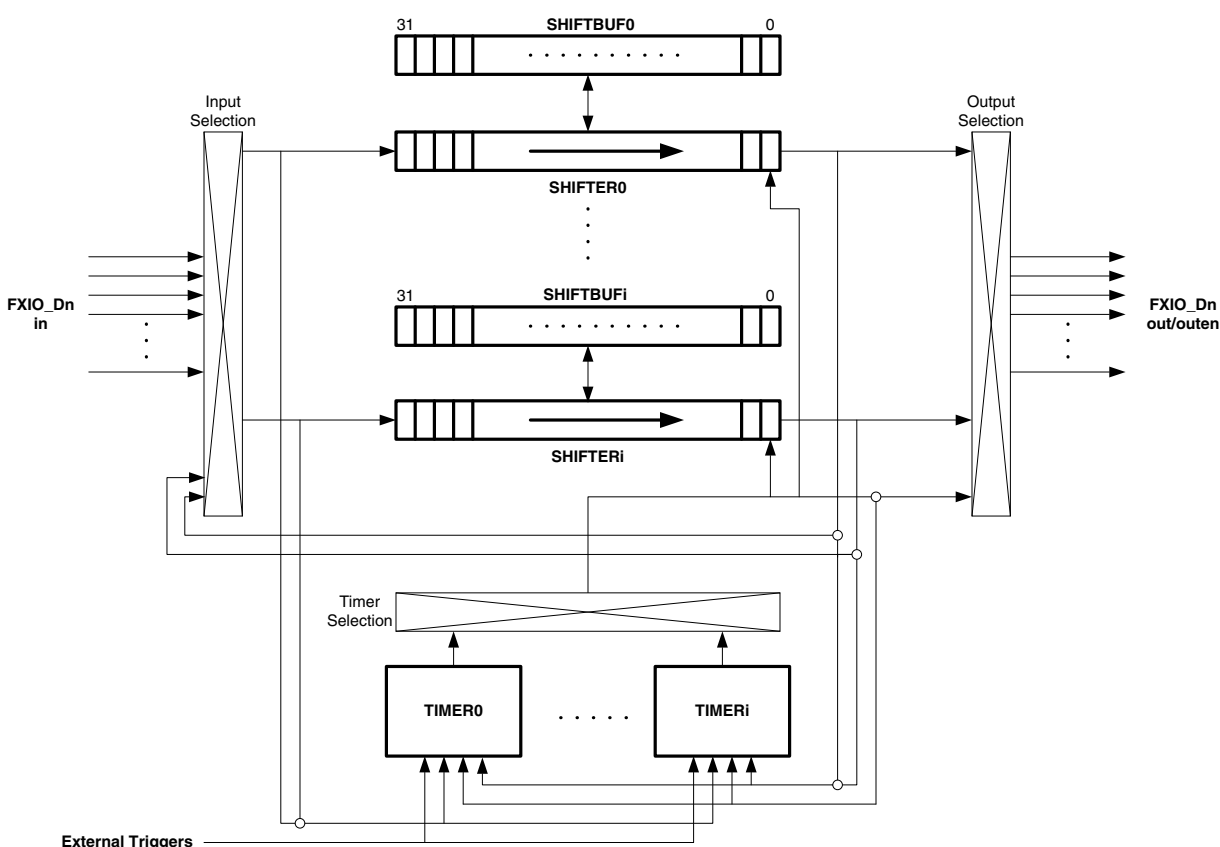 31 SHIFTBUF0 0
Input
Selection
Output
Selection
SHIFTER0
31 SHIFTBUFi 0
FXIO_Dn
in
FXIO_Dn
out/outen
SHIFTERi
Timer
Selection
TIMER0
TIMERi
External Triggers